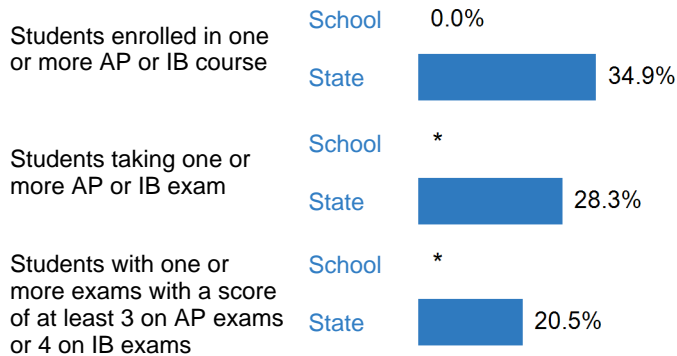 Students enrolled in one
or more AP or IB course
School 0.0%
State 34.9%
Students taking one or
more AP or IB exam
School *
State 28.3%
Students with one or
more exams with a score
of at least 3 on AP exams
or 4 on IB exams
School *
State 20.5%